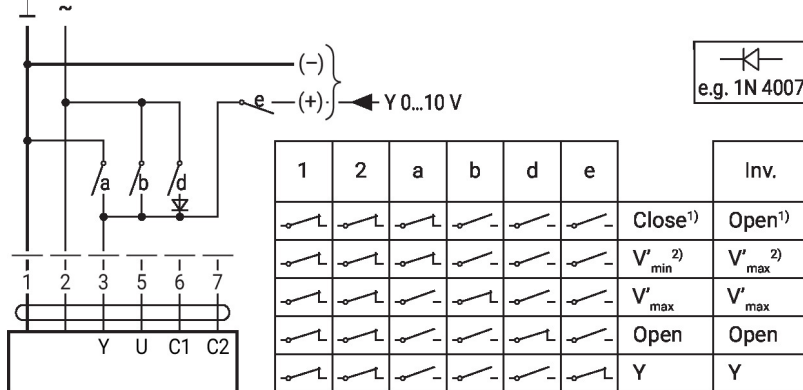 ⊥ ~
(–)
e (+) Y 0...10 V
e.g. 1N 4007
a b d
1 2 3 5 6 7
Y U C1 C2
1 2 a b d e Inv.
Close¹⁾ Open¹⁾
V'min²⁾ V'max²⁾
V'max V'max
Open Open
Y Y